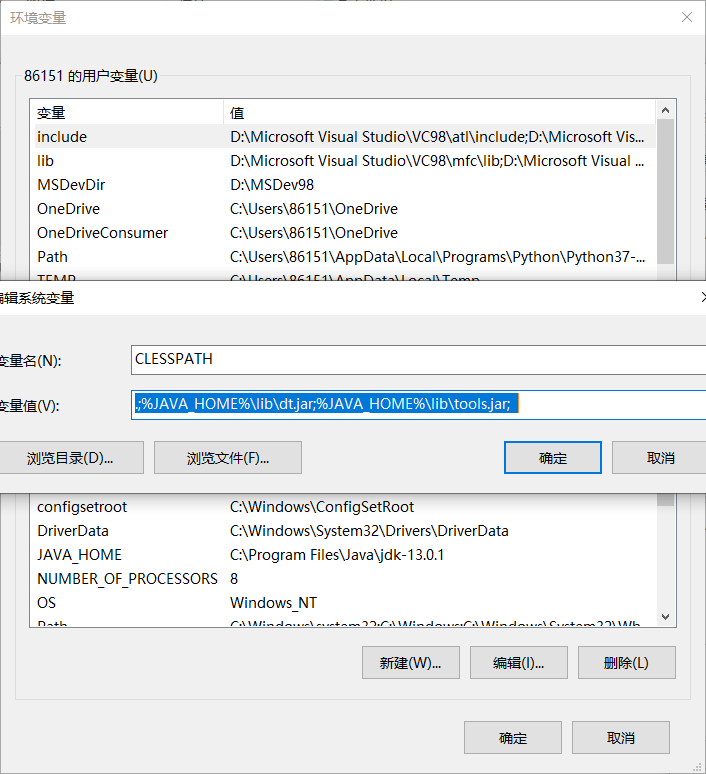 环境变量
86151 的用户变量(U)
变量 值
include D:\Microsoft Visual Studio\VC98\atl\include;D:\Microsoft Vis...
lib D:\Microsoft Visual Studio\VC98\mfc\lib;D:\Microsoft Visual ...
MSDevDir D:\MSDev98
OneDrive C:\Users\86151\OneDrive
OneDriveConsumer C:\Users\86151\OneDrive
Path C:\Users\86151\AppData\Local\Programs\Python\Python37-...
TEMP C:\Users\86151\AppData\Local\Temp
编辑系统变量
变量名(N): CLESSPATH
变量值(V): .;%JAVA_HOME%\lib\dt.jar;%JAVA_HOME%\lib\tools.jar;
浏览目录(D)... 浏览文件(F)... 确定 取消
configsetroot C:\Windows\ConfigSetRoot
DriverData C:\Windows\System32\Drivers\DriverData
JAVA_HOME C:\Program Files\Java\jdk-13.0.1
NUMBER_OF_PROCESSORS 8
OS Windows_NT
Path C:\Windows\system32;C:\Windows;C:\Windows\System32\Wb...
新建(W)... 编辑(I)... 删除(L)
确定 取消